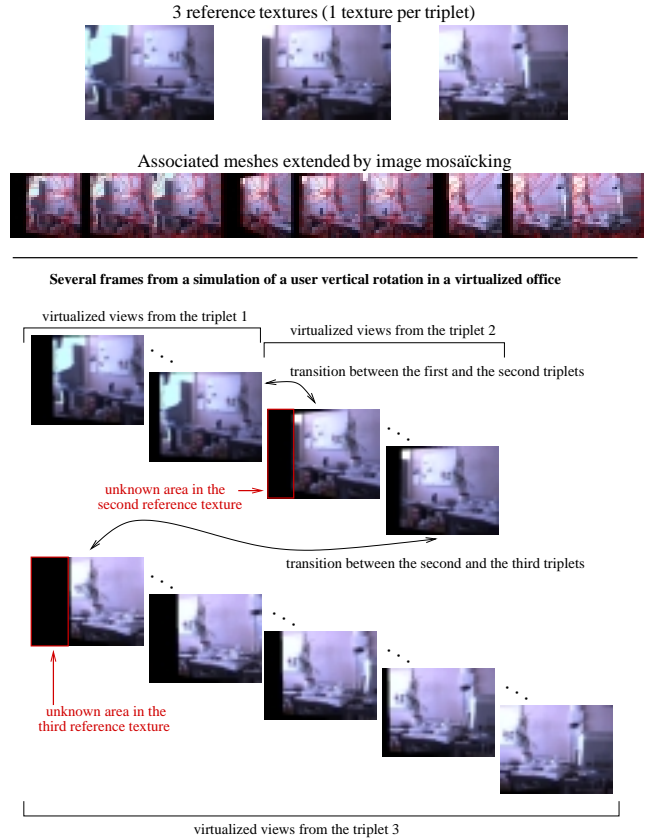 3 reference textures (1 texture per triplet)
Associated meshes extended by image mosaïcking
Several frames from a simulation of a user vertical rotation in a virtualized office
virtualized views from the triplet 1
virtualized views from the triplet 2
transition between the first and the second triplets
unknown area in the
second reference texture
transition between the second and the third triplets
unknown area in the
third reference texture
virtualized views from the triplet 3